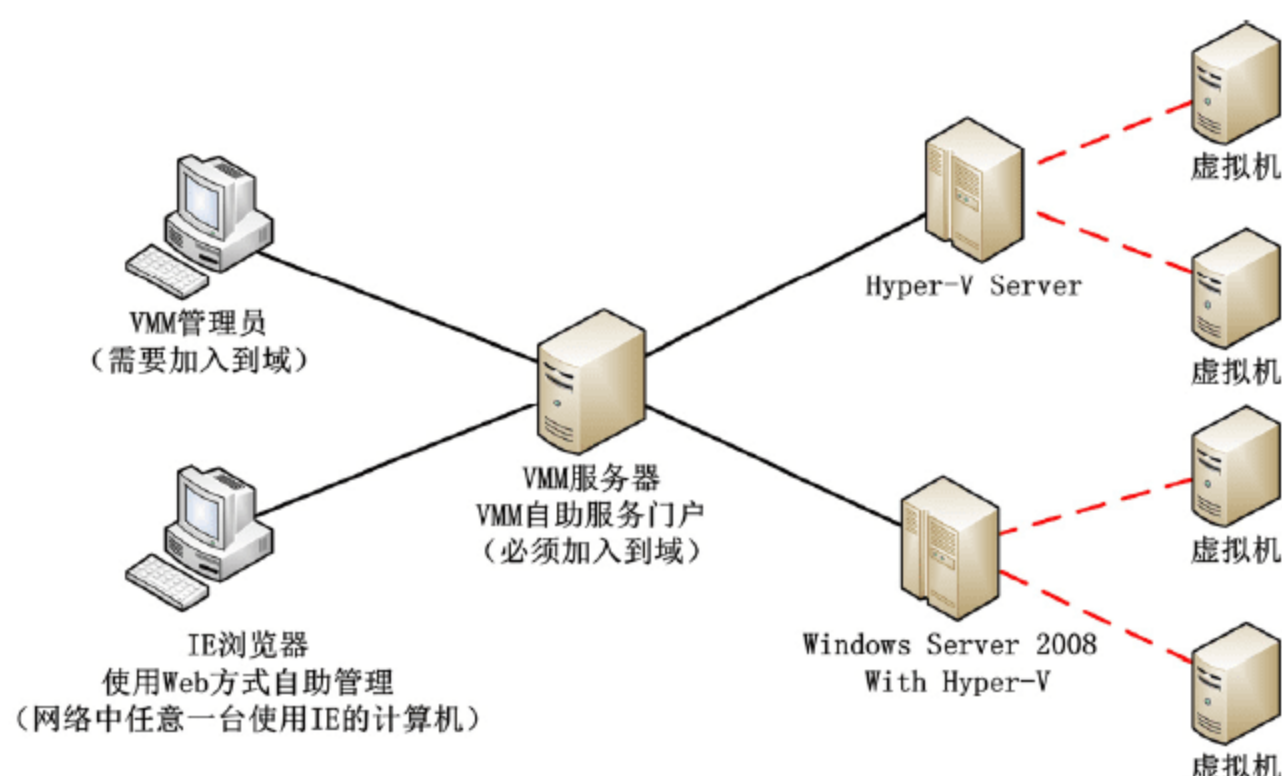 虚拟机
Hyper-V Server
VMM管理员
（需要加入到域）
虚拟机
VMM服务器
VMM自助服务门户
（必须加入到域）
虚拟机
IE浏览器
使用Web方式自助管理
（网络中任意一台使用IE的计算机）
Windows Server 2008
With Hyper-V
虚拟机